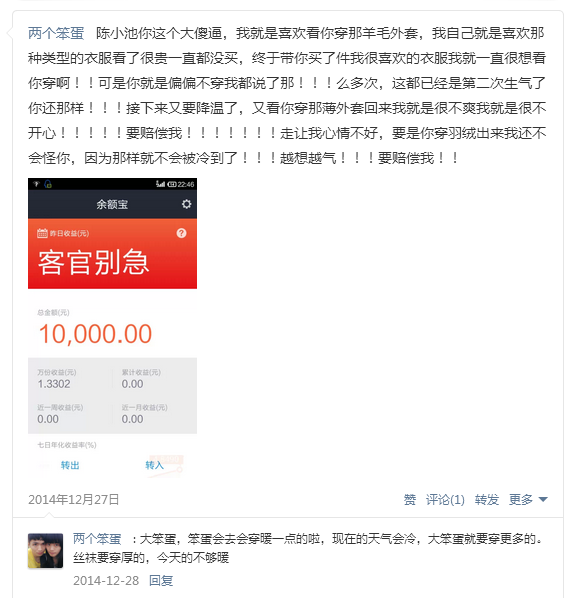 两个笨蛋 陈小池你这个大傻逼，我就是喜欢看你穿那羊毛外套，我自己就是喜欢那
种类型的衣服看了很贵一直都没买，终于带你买了件我很喜欢的衣服我就一直很想看
你穿啊！！可是你就是偏偏不穿我都说了那！！！么多次，这都已经是第二次生气了
你还那样！！！接下来又要降温了，又看你穿那薄外套回来我就是很不爽我就是很不
开心！！！！！要赔偿我！！！！！！！走让我心情不好，要是你穿羽绒出来我还不
会怪你，因为那样就不会被冷到了！！！越想越气！！！要赔偿我！！
22:46
余额宝
昨日收益(元)
?
客官别急
总金额(元)
10,000.00
万份收益(元) 累计收益(元)
1.3302 0.00
近一周收益(元) 近一月收益(元)
0.00 0.00
七日年化收益率(%)
转出 转入
2014年12月27日 赞 评论(1) 转发 更多
两个笨蛋 : 大笨蛋，笨蛋会去会穿暖一点的啦，现在的天气会冷，大笨蛋就要穿更多的。
丝袜要穿厚的，今天的不够暖
2014-12-28 回复